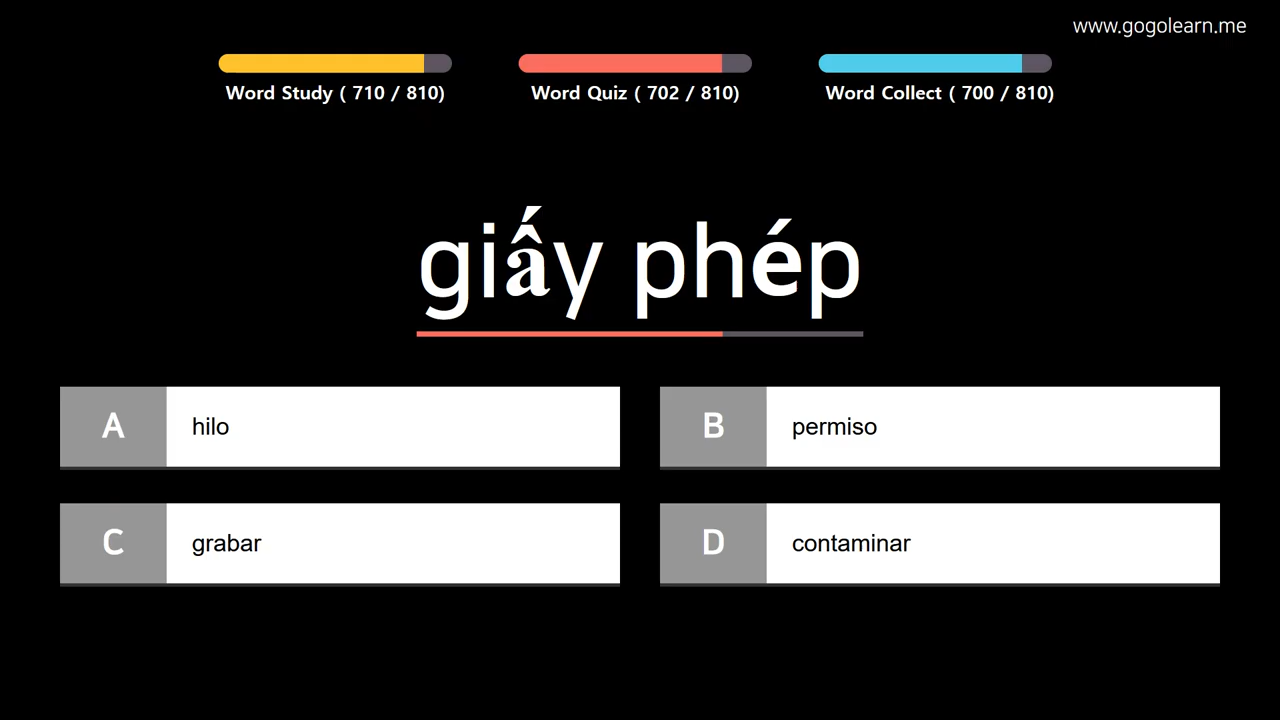 www.gogolearn.me
Word Study ( 710 / 810)
Word Quiz ( 702 / 810)
Word Collect ( 700 / 810)
giấy phép
A hilo
B permiso
C grabar
D contaminar